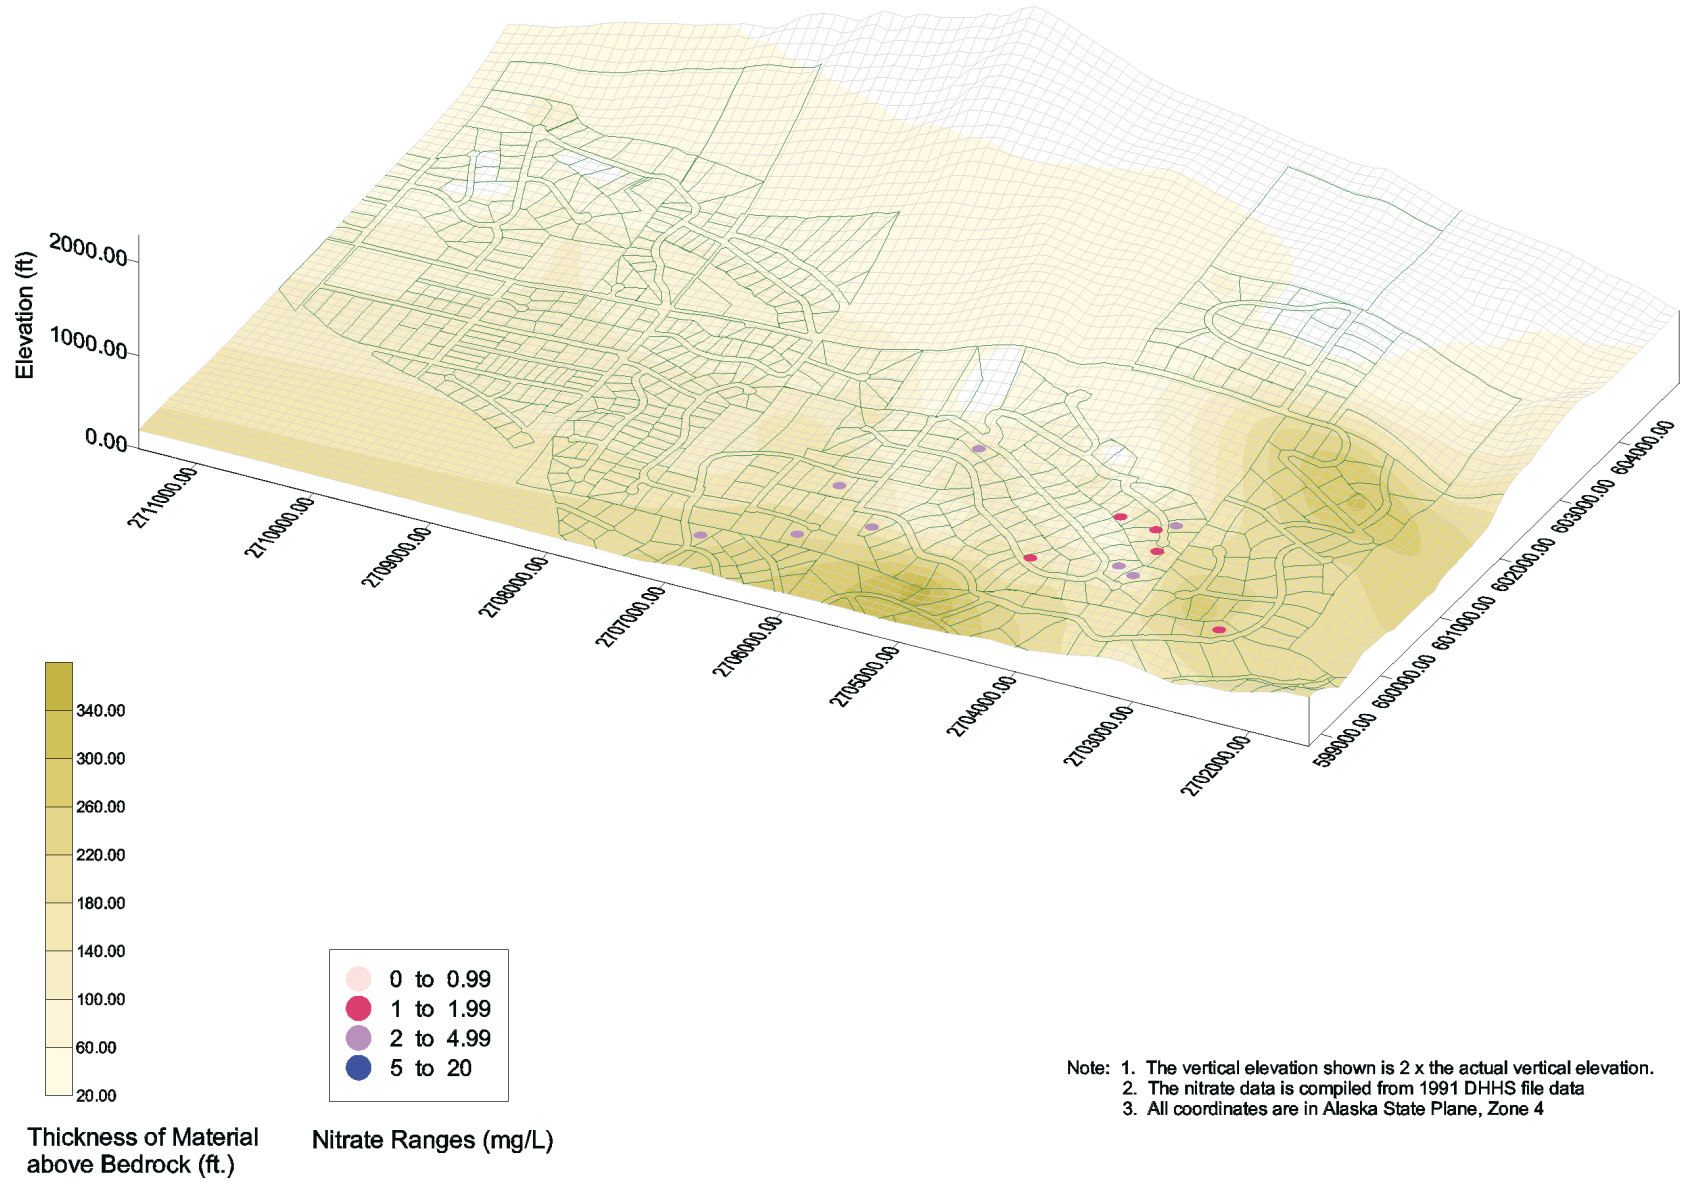 2000.00
1000.00
0.00
Elevation (ft)
2711000.00
2710000.00
2709000.00
2708000.00
2707000.00
2706000.00
2705000.00
2704000.00
2703000.00
2702000.00
599000.00
600000.00
601000.00
602000.00
603000.00
604000.00
340.00
300.00
260.00
220.00
180.00
140.00
100.00
60.00
20.00
Thickness of Material
above Bedrock (ft.)
0 to 0.99
1 to 1.99
2 to 4.99
5 to 20
Nitrate Ranges (mg/L)
Note: 1. The vertical elevation shown is 2 x the actual vertical elevation.
2. The nitrate data is compiled from 1991 DHHS file data
3. All coordinates are in Alaska State Plane, Zone 4